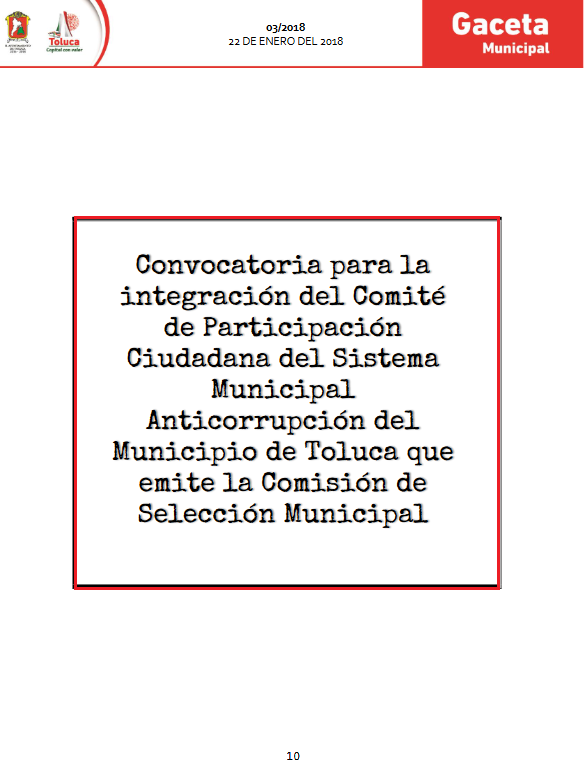 03/2018
22 DE ENERO DEL 2018
Gaceta
Municipal
Toluca
Capital con valor
Convocatoria para la
integración del Comité
de Participación
Ciudadana del Sistema
Municipal
Anticorrupción del
Municipio de Toluca que
emite la Comisión de
Selección Municipal
10